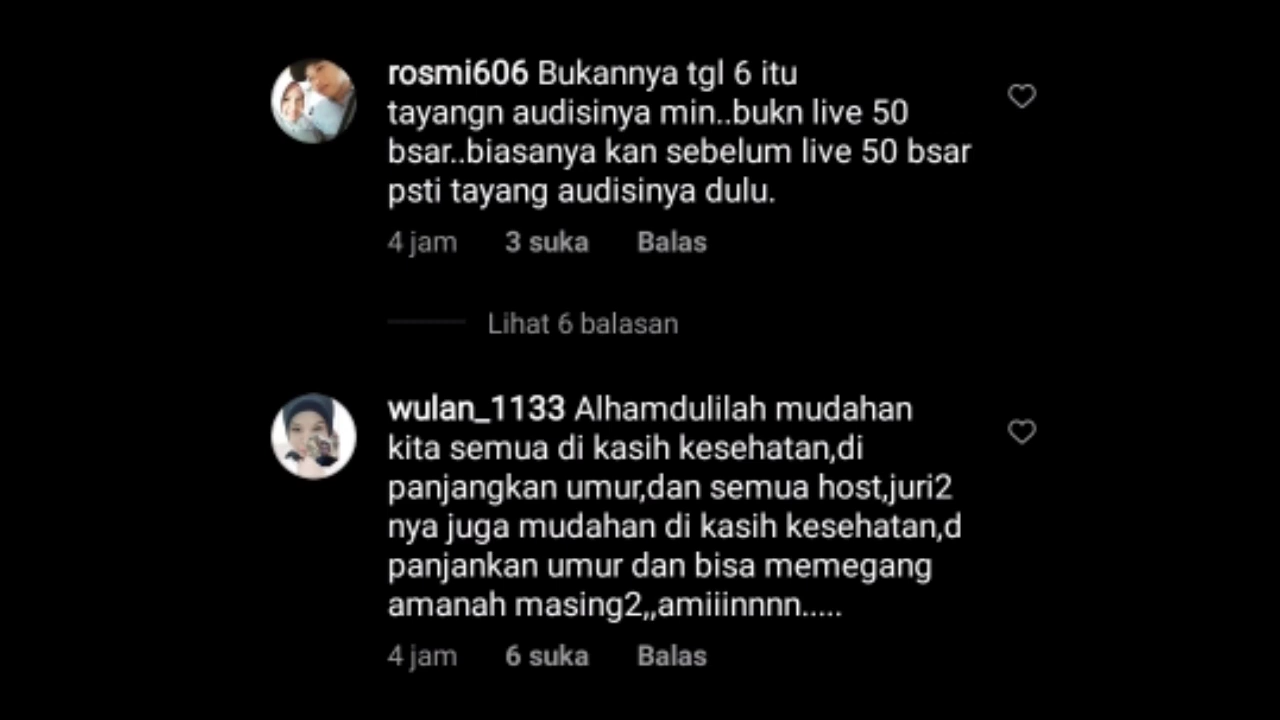 rosmi606 Bukannya tgl 6 itu
tayangn audisinya min..bukn live 50
bsar..biasanya kan sebelum live 50 bsar
psti tayang audisinya dulu.
4 jam 3 suka Balas
Lihat 6 balasan
wulan_1133 Alhamdulilah mudahan
kita semua di kasih kesehatan,di
panjangkan umur,dan semua host,juri2
nya juga mudahan di kasih kesehatan,d
panjankan umur dan bisa memegang
amanah masing2,,amiiinnnn.....
4 jam 6 suka Balas